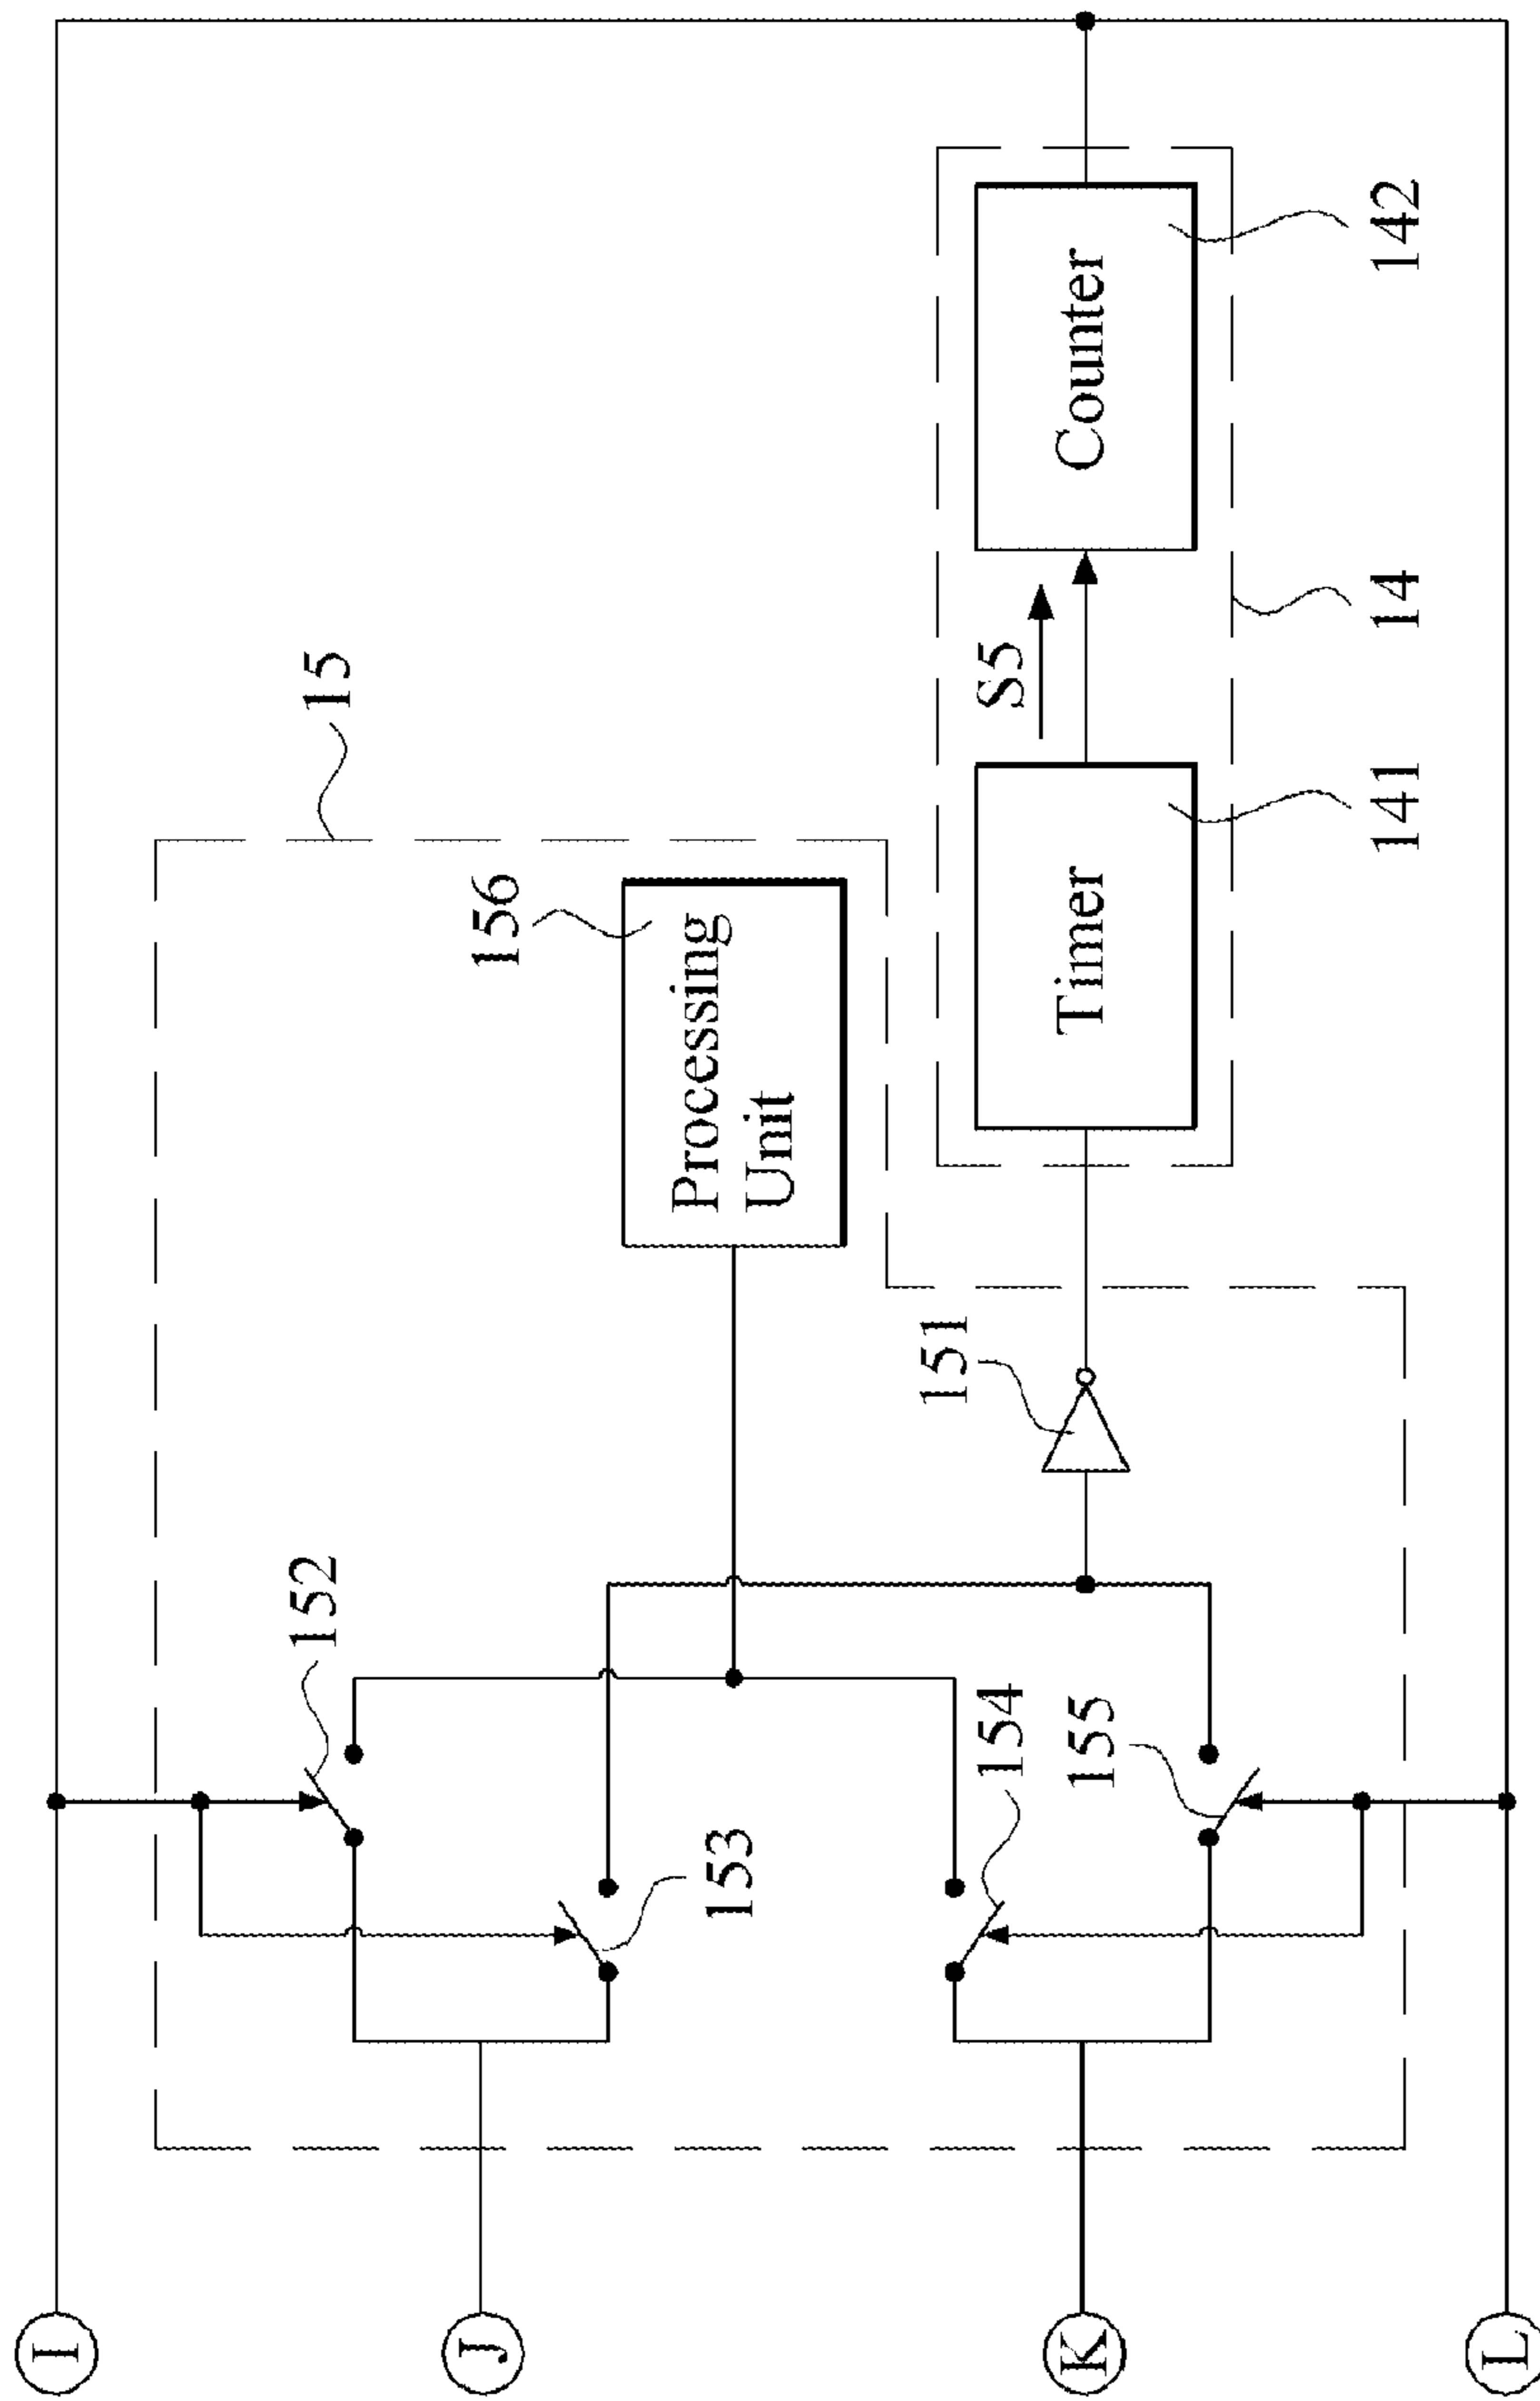 I
J
K
L
15
152
153
154
155
156
Processing
Unit
151
14
Timer
141
S5
Counter
142